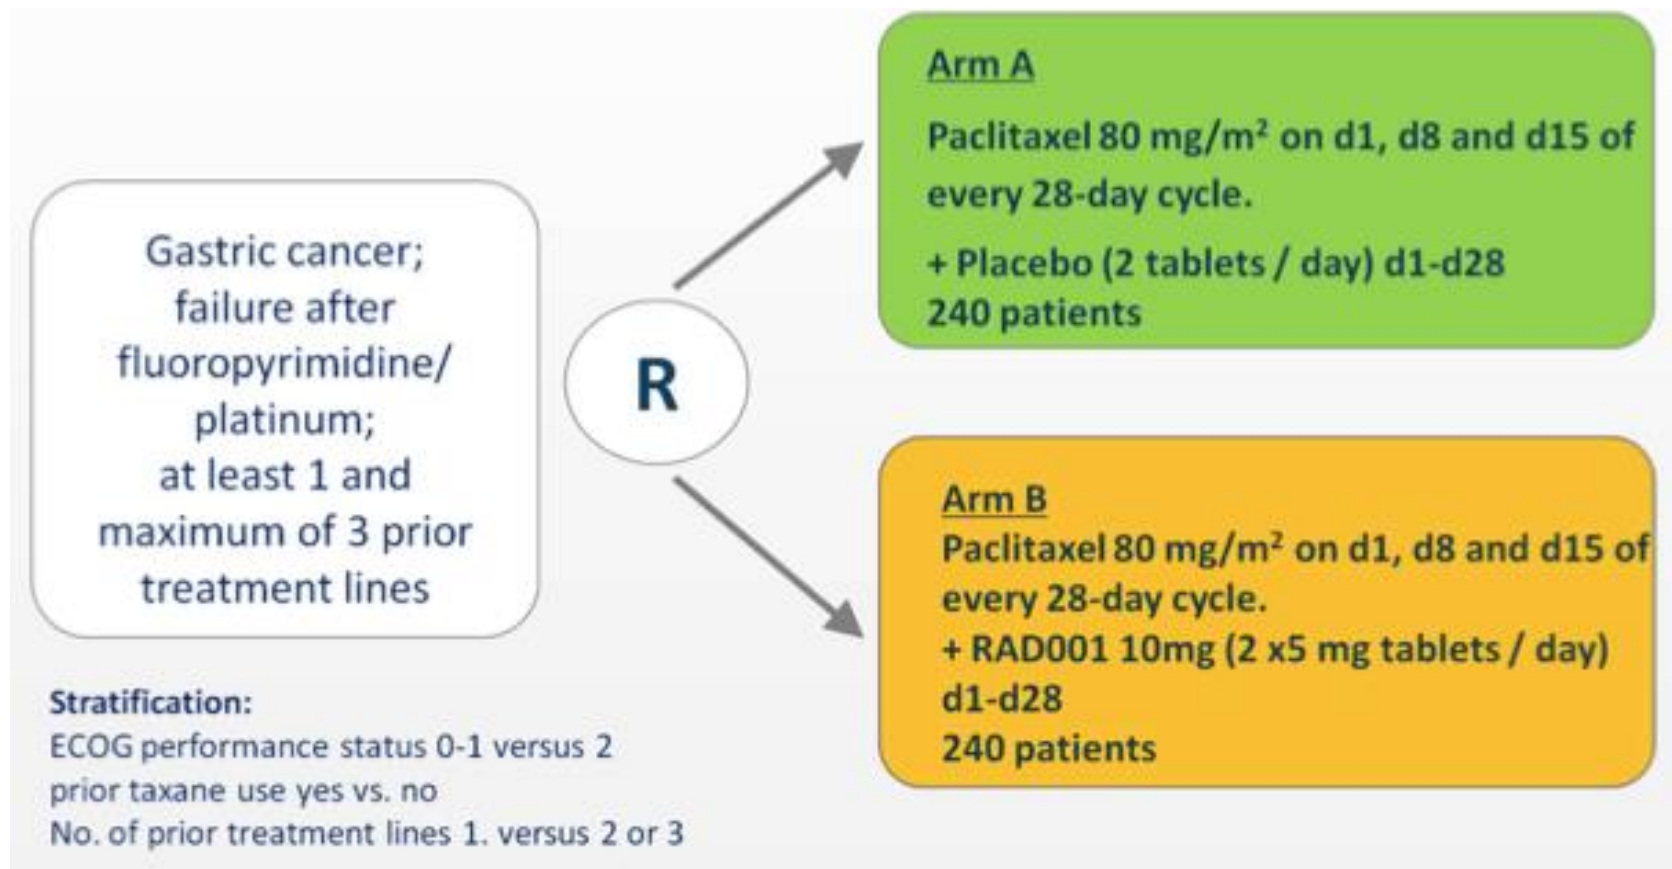 Gastric cancer;
failure after
fluoropyrimidine/
platinum;
at least 1 and
maximum of 3 prior
treatment lines
Stratification:
ECOG performance status 0-1 versus 2
prior taxane use yes vs. no
No. of prior treatment lines 1. versus 2 or 3
R
Arm A
Paclitaxel 80 mg/m² on d1, d8 and d15 of
every 28-day cycle.
+ Placebo (2 tablets / day) d1-d28
240 patients
Arm B
Paclitaxel 80 mg/m² on d1, d8 and d15 of
every 28-day cycle.
+ RAD001 10mg (2 x5 mg tablets / day)
d1-d28
240 patients